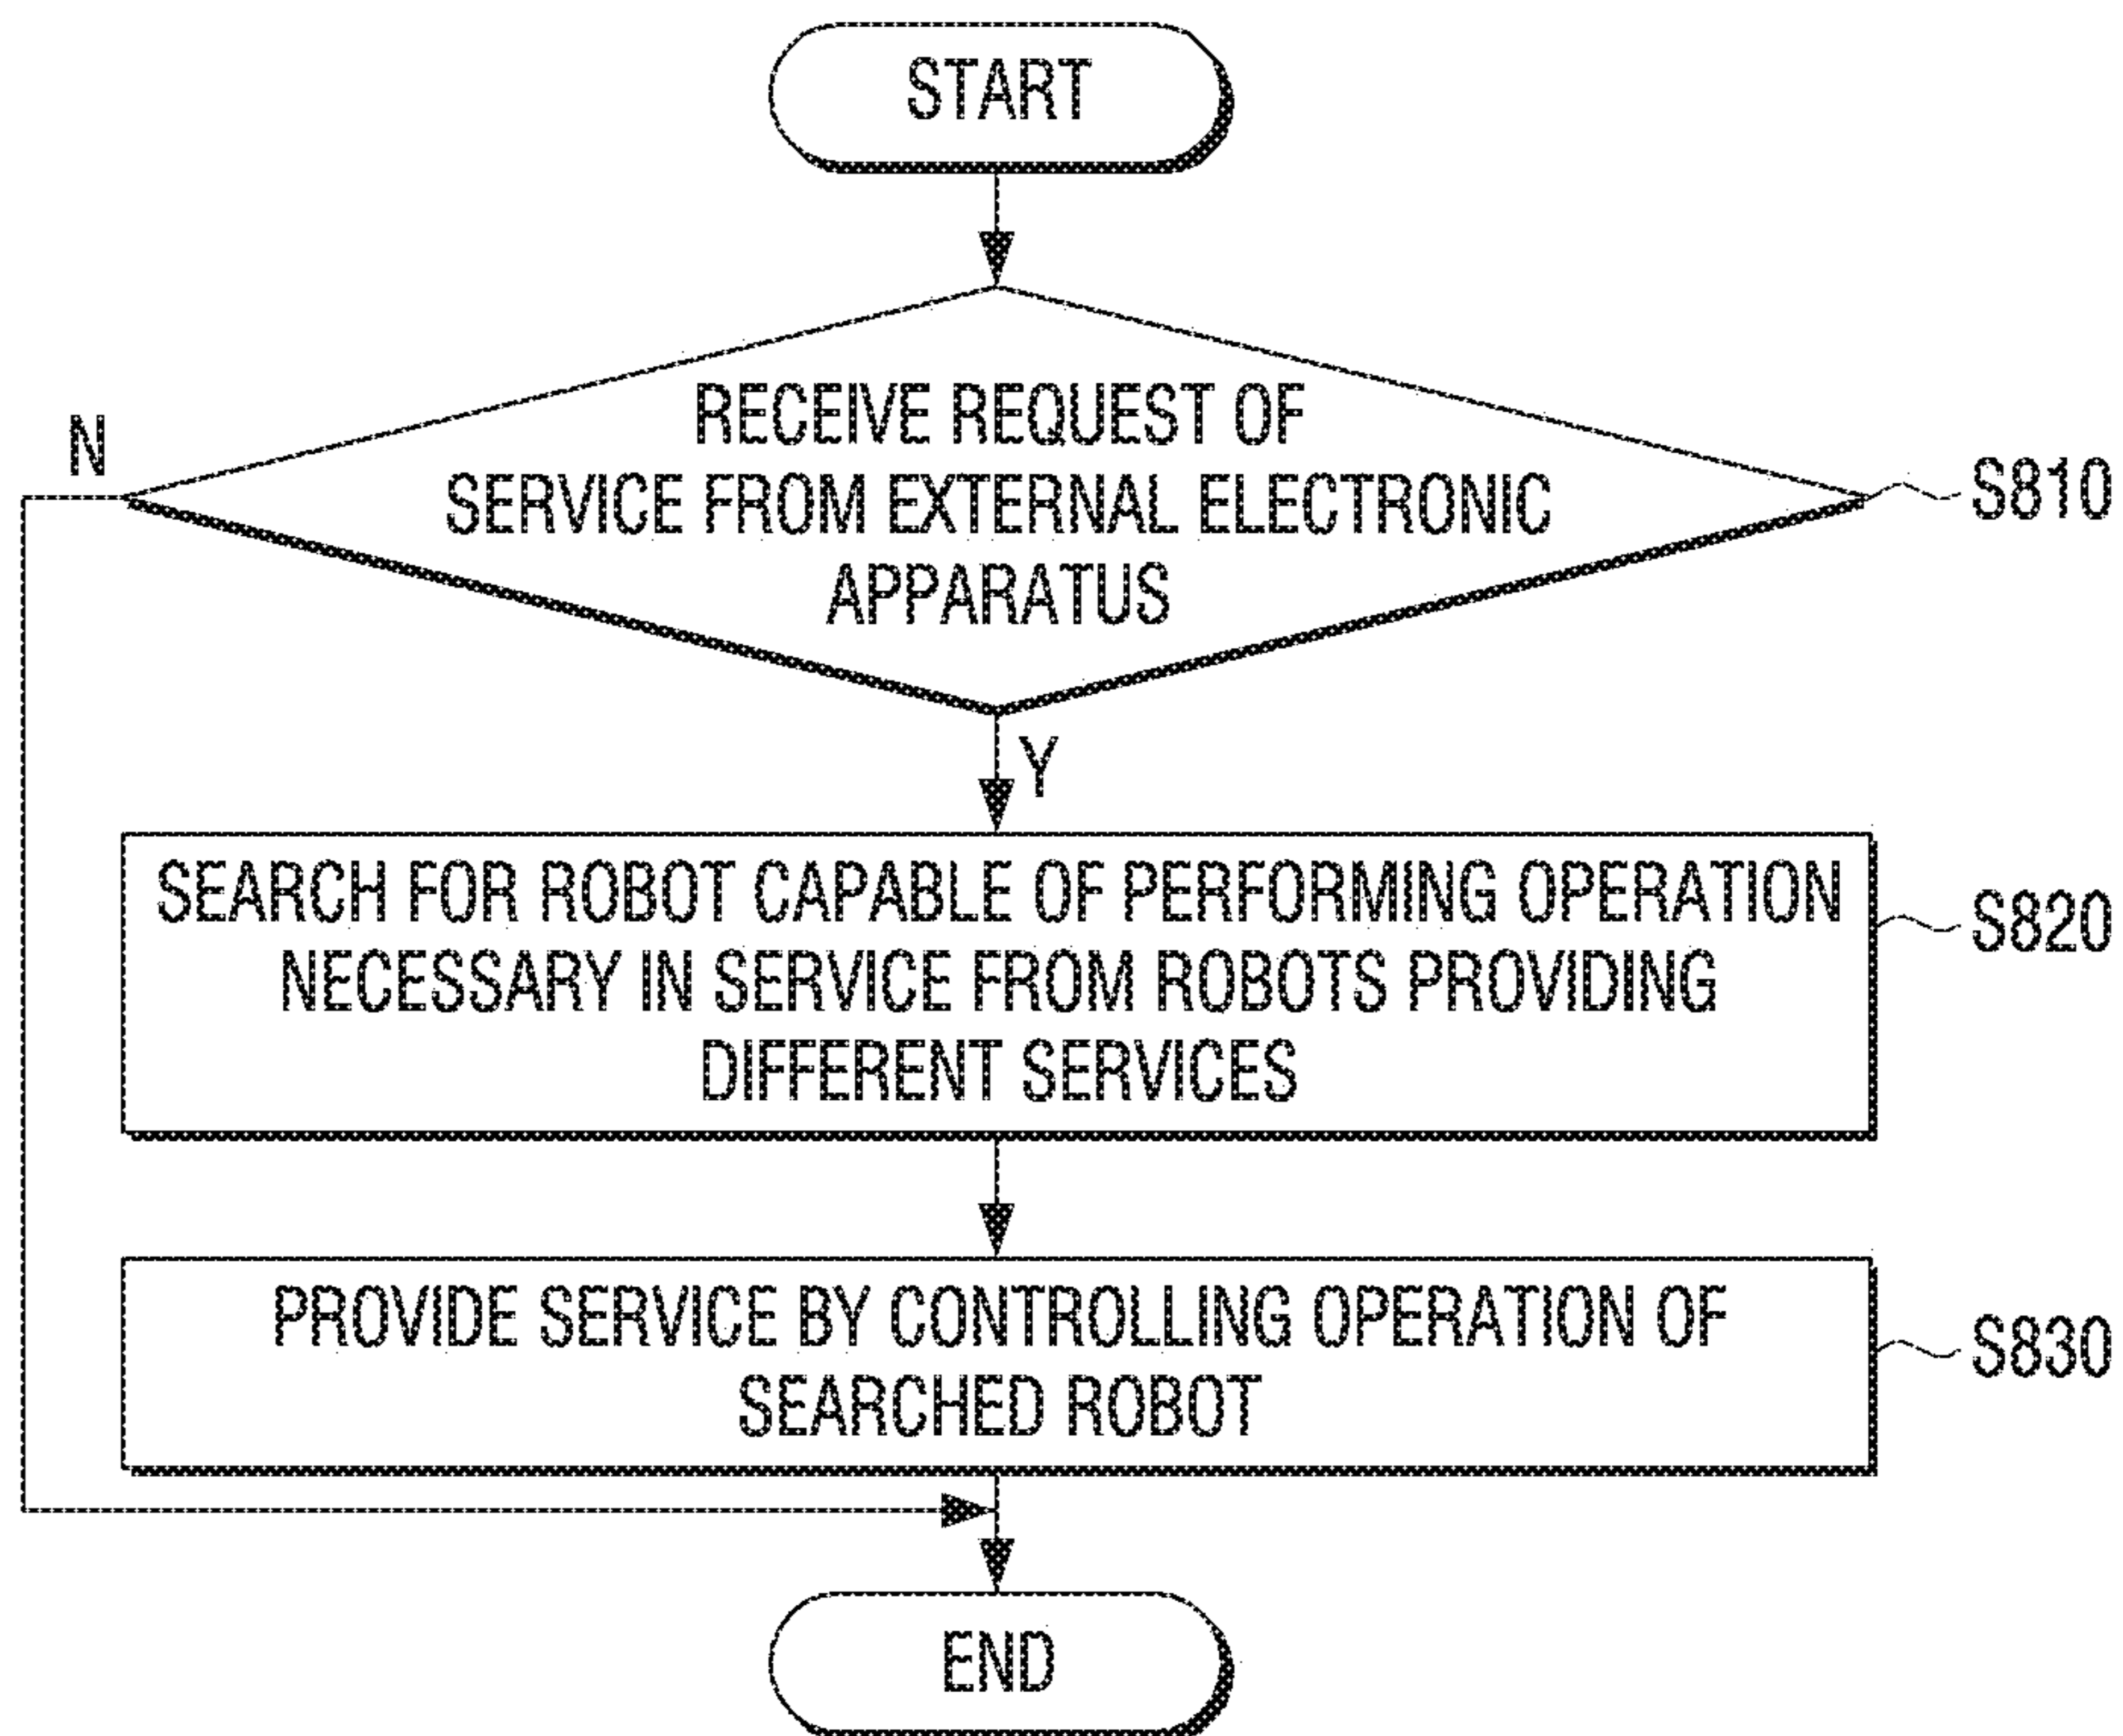 START
RECEIVE REQUEST OF
SERVICE FROM EXTERNAL ELECTRONIC
APPARATUS
N
S810
Y
SEARCH FOR ROBOT CAPABLE OF PERFORMING OPERATION
NECESSARY IN SERVICE FROM ROBOTS PROVIDING
DIFFERENT SERVICES
S820
PROVIDE SERVICE BY CONTROLLING OPERATION OF
SEARCHED ROBOT
S830
END